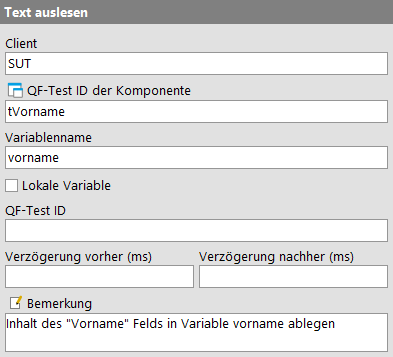 Text auslesen
Client
SUT
QF-Test ID der Komponente
tVorname
Variablenname
vorname
Lokale Variable
QF-Test ID
Verzögerung vorher (ms) Verzögerung nachher (ms)
Bemerkung
Inhalt des "Vorname" Felds in Variable vorname ablegen